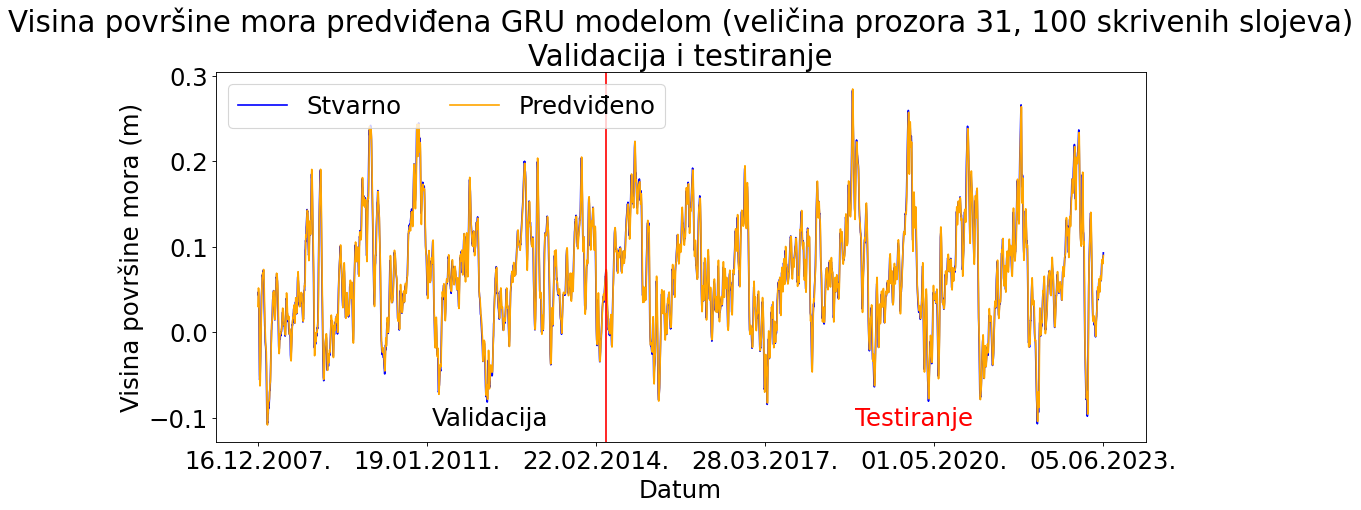 Visina površine mora predviđena GRU modelom (veličina prozora 31, 100 skrivenih slojeva)
Validacija i testiranje
Stvarno
Predviđeno
Visina površine mora (m)
0.3
0.2
0.1
0.0
−0.1
Validacija
Testiranje
16.12.2007.
19.01.2011.
22.02.2014.
28.03.2017.
01.05.2020.
05.06.2023.
Datum